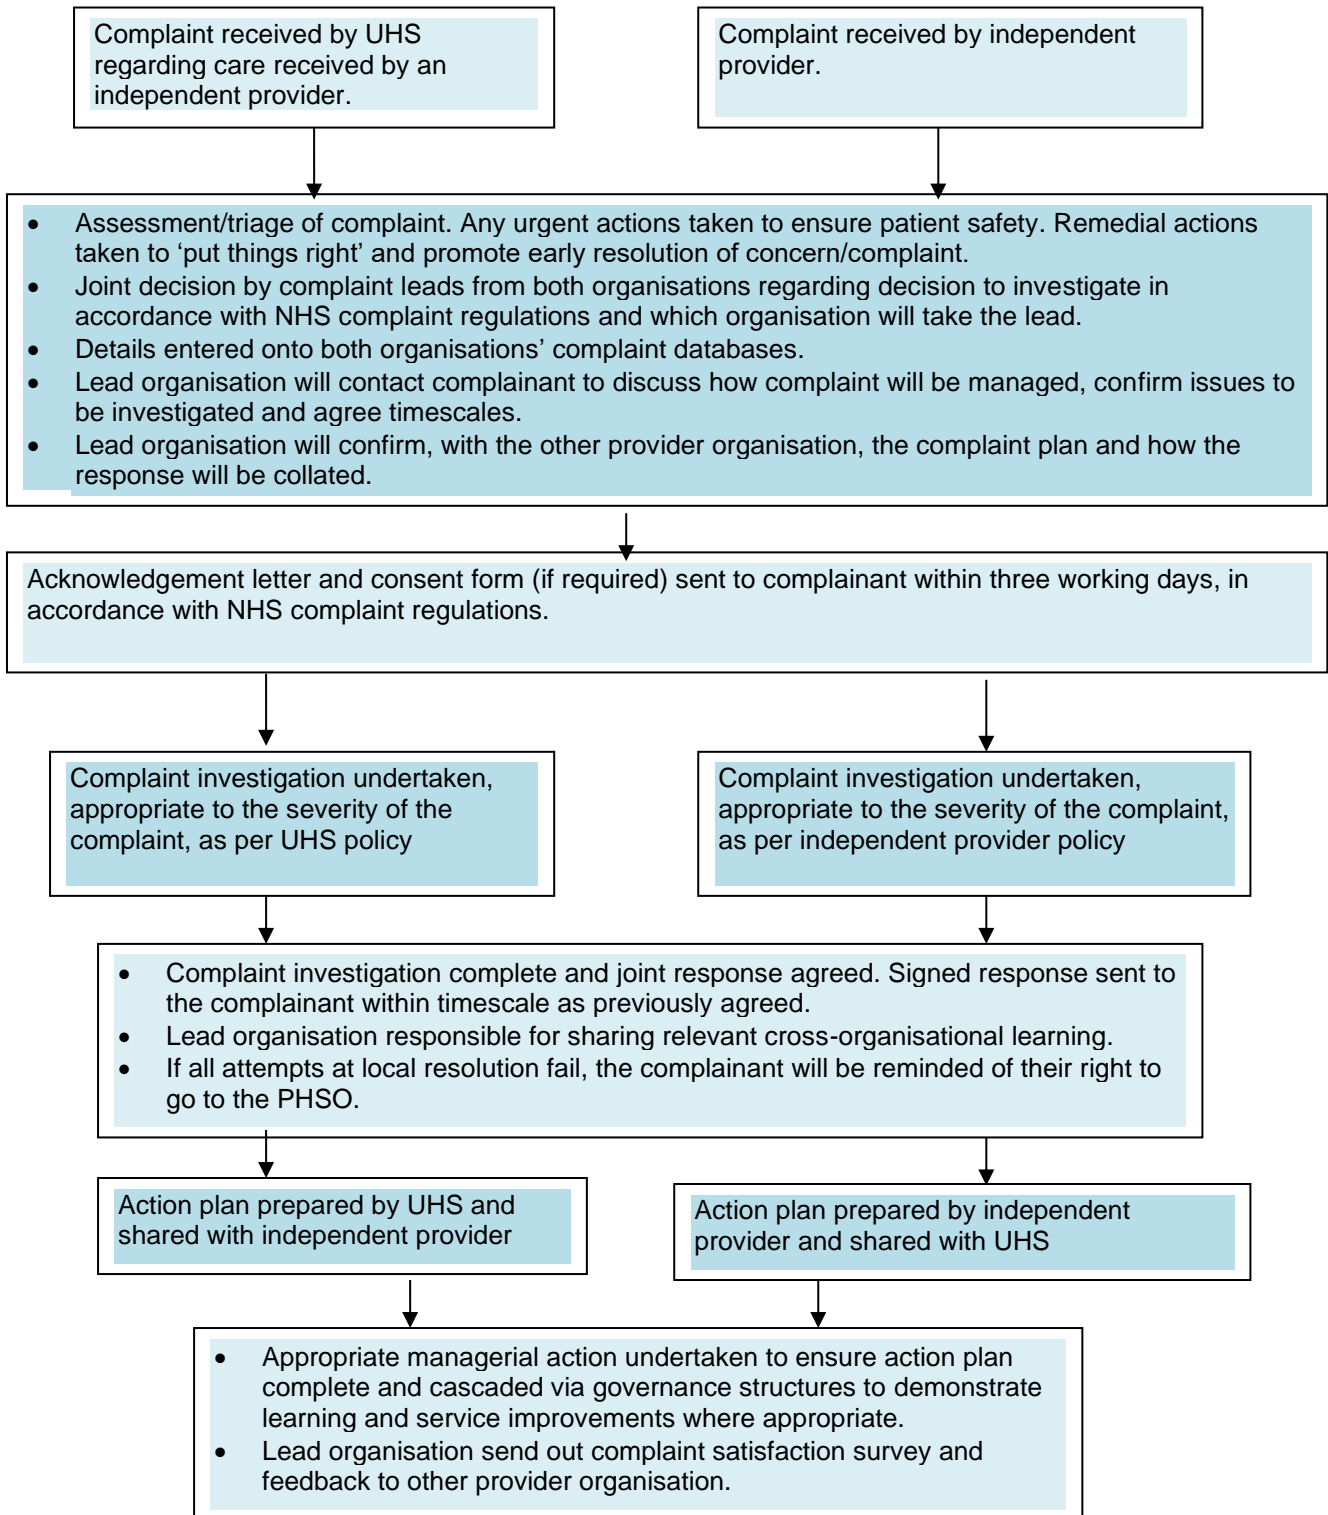 Complaint received by UHS
regarding care received by an
independent provider.
Complaint received by independent
provider.
• Assessment/triage of complaint. Any urgent actions taken to ensure patient safety. Remedial actions
taken to ‘put things right’ and promote early resolution of concern/complaint.
• Joint decision by complaint leads from both organisations regarding decision to investigate in
accordance with NHS complaint regulations and which organisation will take the lead.
• Details entered onto both organisations’ complaint databases.
• Lead organisation will contact complainant to discuss how complaint will be managed, confirm issues to
be investigated and agree timescales.
• Lead organisation will confirm, with the other provider organisation, the complaint plan and how the
response will be collated.
Acknowledgement letter and consent form (if required) sent to complainant within three working days, in
accordance with NHS complaint regulations.
Complaint investigation undertaken,
appropriate to the severity of the
complaint, as per UHS policy
Complaint investigation undertaken,
appropriate to the severity of the complaint,
as per independent provider policy
• Complaint investigation complete and joint response agreed. Signed response sent to
the complainant within timescale as previously agreed.
• Lead organisation responsible for sharing relevant cross-organisational learning.
• If all attempts at local resolution fail, the complainant will be reminded of their right to
go to the PHSO.
Action plan prepared by UHS and
shared with independent provider
Action plan prepared by independent
provider and shared with UHS
• Appropriate managerial action undertaken to ensure action plan
complete and cascaded via governance structures to demonstrate
learning and service improvements where appropriate.
• Lead organisation send out complaint satisfaction survey and
feedback to other provider organisation.